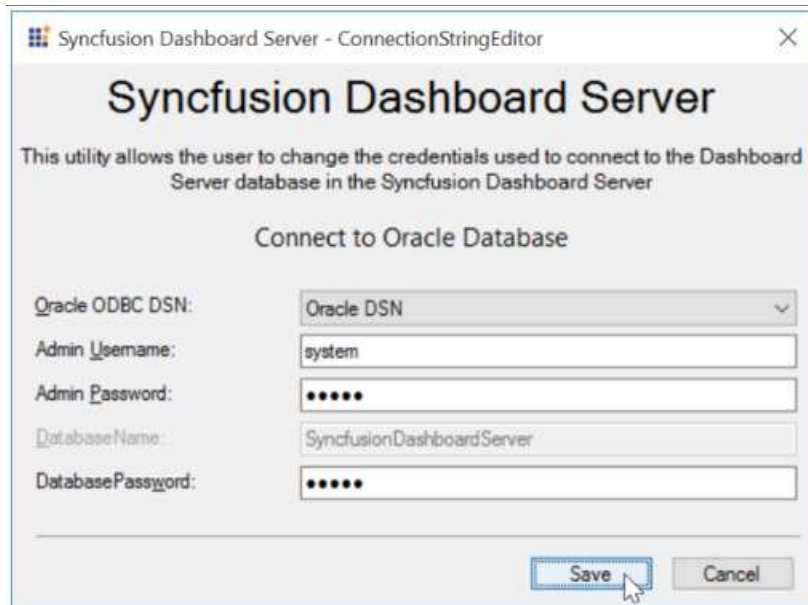 Syncfusion Dashboard Server - ConnectionStringEditor
Syncfusion Dashboard Server
This utility allows the user to change the credentials used to connect to the Dashboard
Server database in the Syncfusion Dashboard Server
Connect to Oracle Database
Oracle ODBC DSN: Oracle DSN
Admin Username: system
Admin Password: •••••
DatabaseName: SyncfusionDashboardServer
DatabasePassword: •••••
Save Cancel